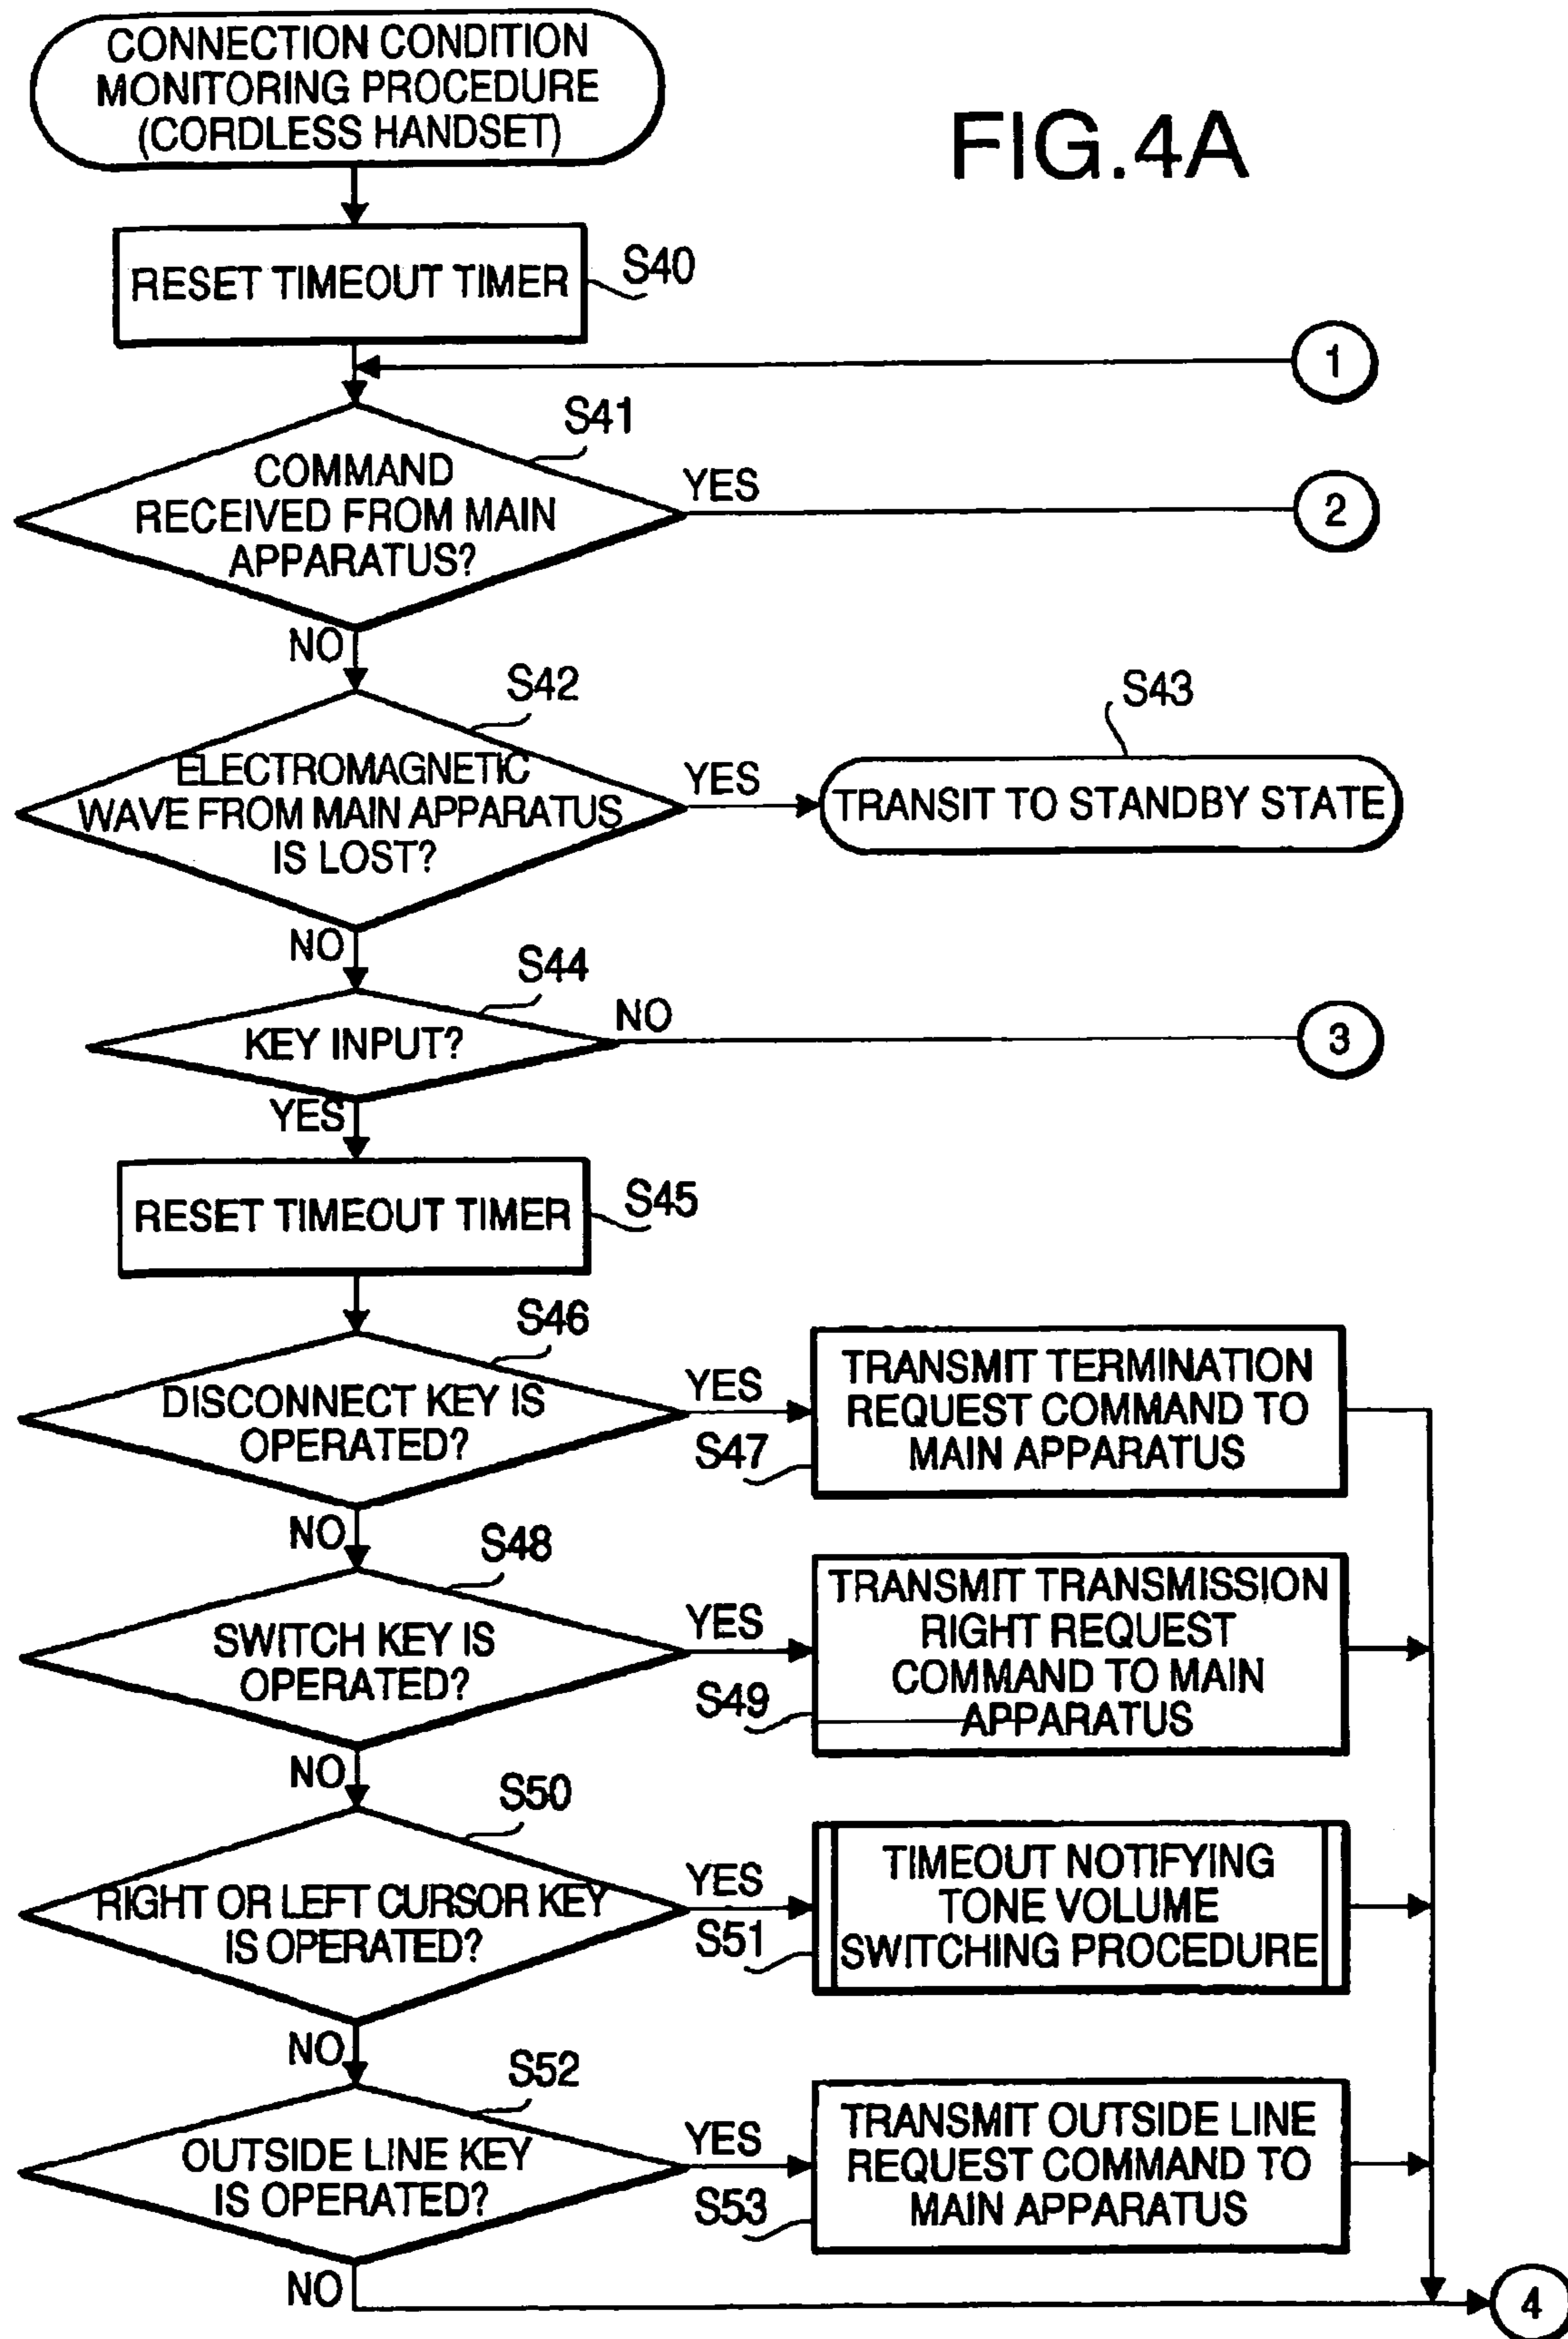 CONNECTION CONDITION
MONITORING PROCEDURE
(CORDLESS HANDSET)
FIG.4A
RESET TIMEOUT TIMER
S40
1
S41
COMMAND
RECEIVED FROM MAIN
APPARATUS?
YES
2
NO
S42
ELECTROMAGNETIC
WAVE FROM MAIN APPARATUS
IS LOST?
YES
S43
TRANSIT TO STANDBY STATE
NO
S44
KEY INPUT?
NO
3
YES
RESET TIMEOUT TIMER
S45
S46
DISCONNECT KEY IS
OPERATED?
YES
S47
TRANSMIT TERMINATION
REQUEST COMMAND TO
MAIN APPARATUS
NO
S48
SWITCH KEY IS
OPERATED?
YES
S49
TRANSMIT TRANSMISSION
RIGHT REQUEST
COMMAND TO MAIN
APPARATUS
NO
S50
RIGHT OR LEFT CURSOR KEY
IS OPERATED?
YES
S51
TIMEOUT NOTIFYING
TONE VOLUME
SWITCHING PROCEDURE
NO
S52
OUTSIDE LINE KEY
IS OPERATED?
YES
S53
TRANSMIT OUTSIDE LINE
REQUEST COMMAND TO
MAIN APPARATUS
NO
4